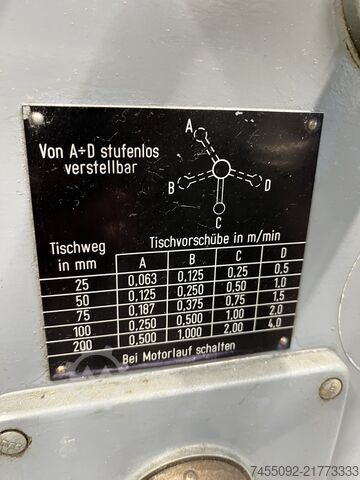 A
Von A÷D stufenlos
verstellbar
B D
C
Tischweg
in mm
Tischvorschübe in m/min
A B C D
25 0,063 0,125 0,25 0.5
50 0,125 0,250 0,50 1.0
75 0,187 0,375 0,75 1.5
100 0,250 0,500 1.00 2.0
200 0,500 1,000 2.00 4.0
Bei Motorlauf schalten
7455092-21773333